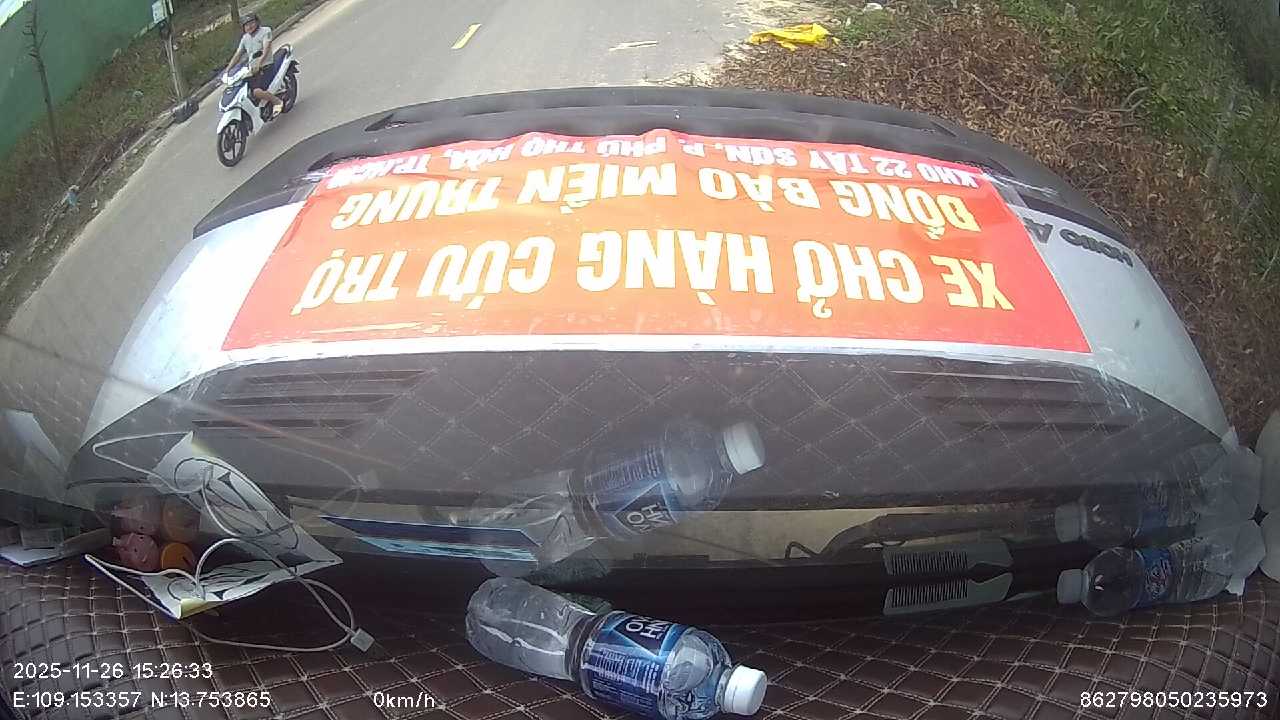 XE CHỞ HÀNG CỨU TRỢ
ĐỒNG BÀO MIỀN TRUNG
KHO 22 TÂY SƠN, P. PHÚ THỌ HÒA, TP.HCM
2025-11-26 15:26:33
E:109.153357 N:13.753865
0km/h
862798050235973